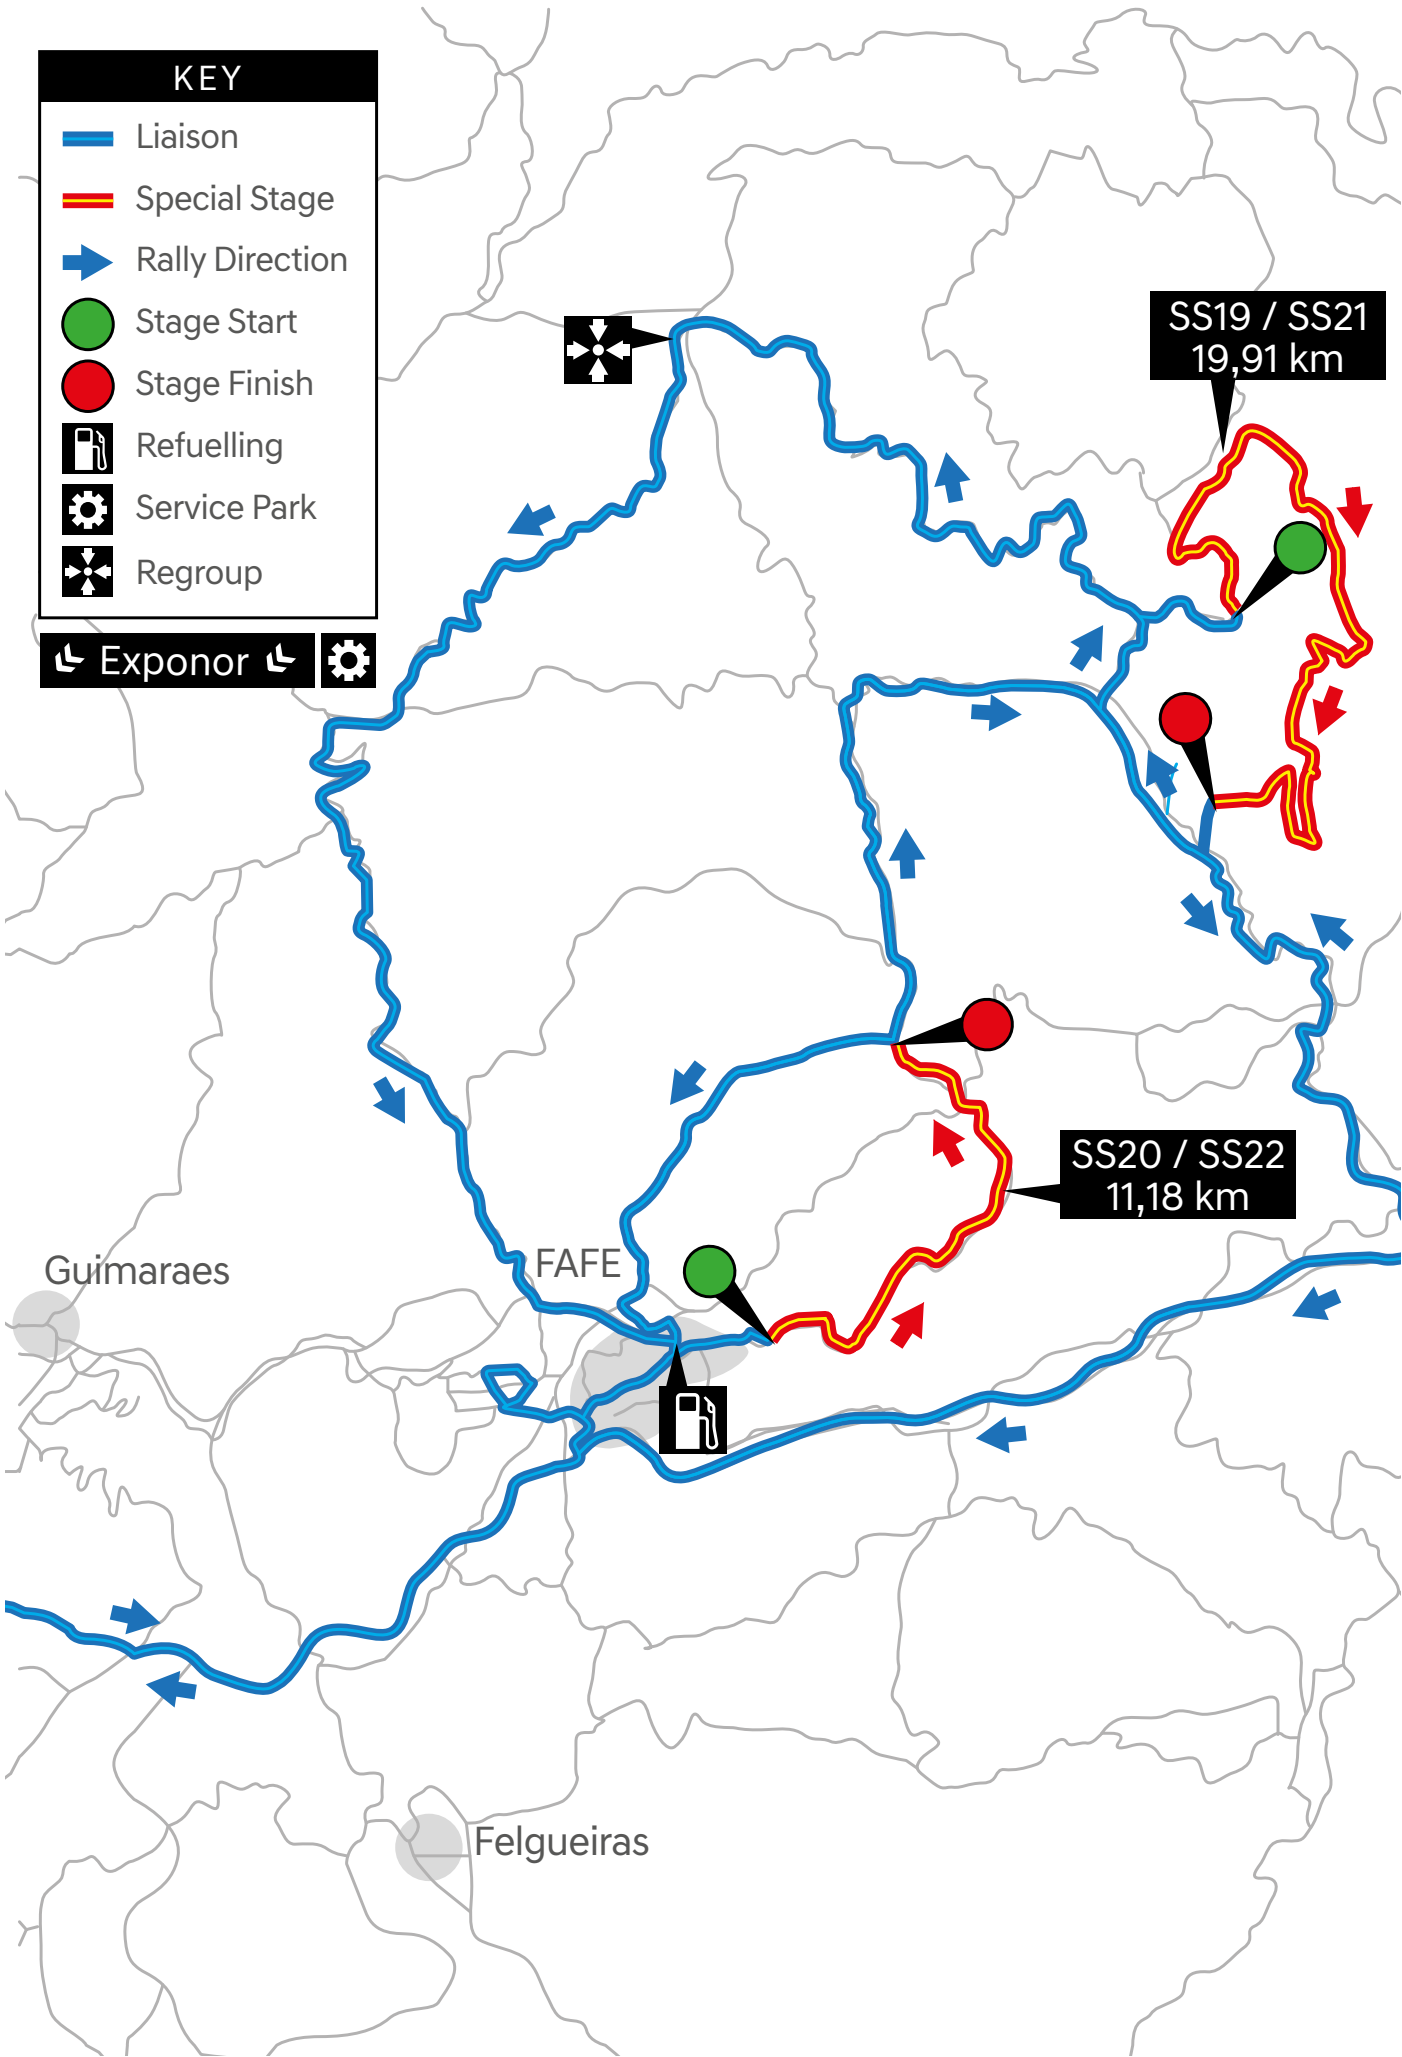 KEY
Liaison
Special Stage
Rally Direction
Stage Start
Stage Finish
Refuelling
Service Park
Regroup
Exponor
SS19 / SS21
19,91 km
SS20 / SS22
11,18 km
FAFE
Guimaraes
Felgueiras